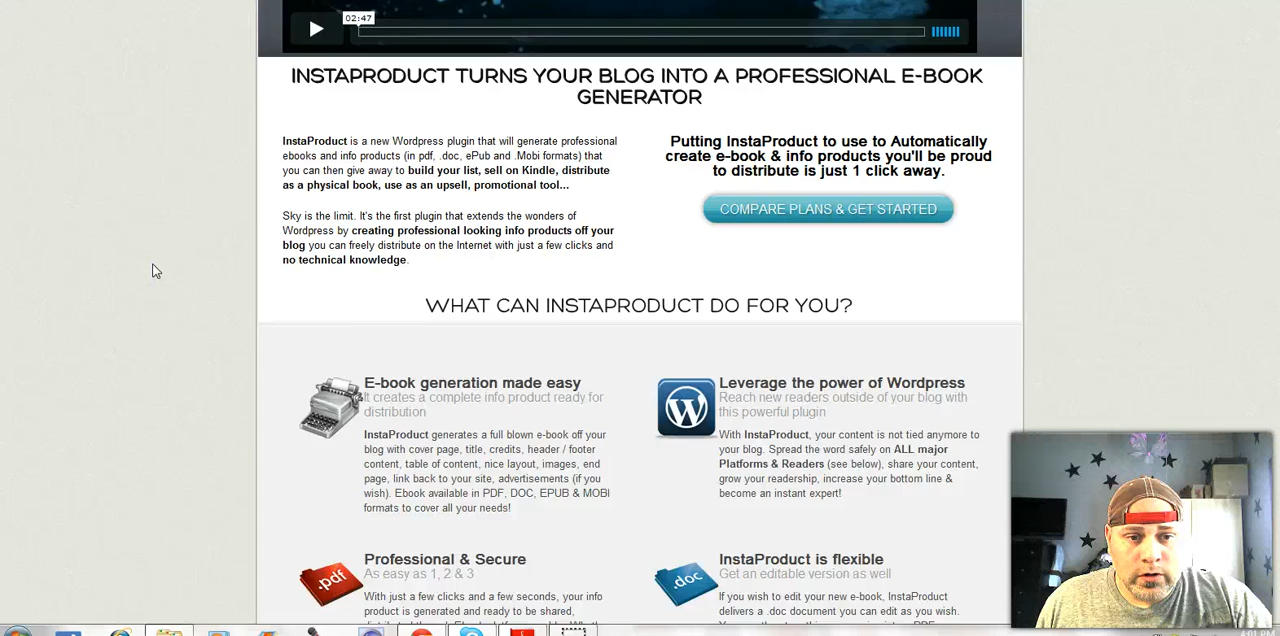 02:47
INSTAPRODUCT TURNS YOUR BLOG INTO A PROFESSIONAL E-BOOK
GENERATOR
InstaProduct is a new Wordpress plugin that will generate professional
ebooks and info products (in pdf, .doc, ePub and .Mobi formats) that
you can then give away to build your list, sell on Kindle, distribute
as a physical book, use as an upsell, promotional tool...
Sky is the limit. It's the first plugin that extends the wonders of
Wordpress by creating professional looking info products off your
blog you can freely distribute on the Internet with just a few clicks and
no technical knowledge.
Putting InstaProduct to use to Automatically
create e-book & info products you'll be proud
to distribute is just 1 click away.
COMPARE PLANS & GET STARTED
WHAT CAN INSTAPRODUCT DO FOR YOU?
E-book generation made easy
It creates a complete info product ready for
distribution
InstaProduct generates a full blown e-book off your
blog with cover page, title, credits, header / footer
content, table of content, nice layout, images, end
page, link back to your site, advertisements (if you
wish). Ebook available in PDF, DOC, EPUB & MOBI
formats to cover all your needs!
Leverage the power of Wordpress
Reach new readers outside of your blog with
this powerful plugin
With InstaProduct, your content is not tied anymore to
your blog. Spread the word safely on ALL major
Platforms & Readers (see below), share your content,
grow your readership, increase your bottom line &
become an instant expert!
.pdf
Professional & Secure
As easy as 1, 2 & 3
With just a few clicks and a few seconds, your info
product is generated and ready to be shared,
.doc
InstaProduct is flexible
Get an editable version as well
If you wish to edit your new e-book, InstaProduct
delivers a .doc document you can edit as you wish.